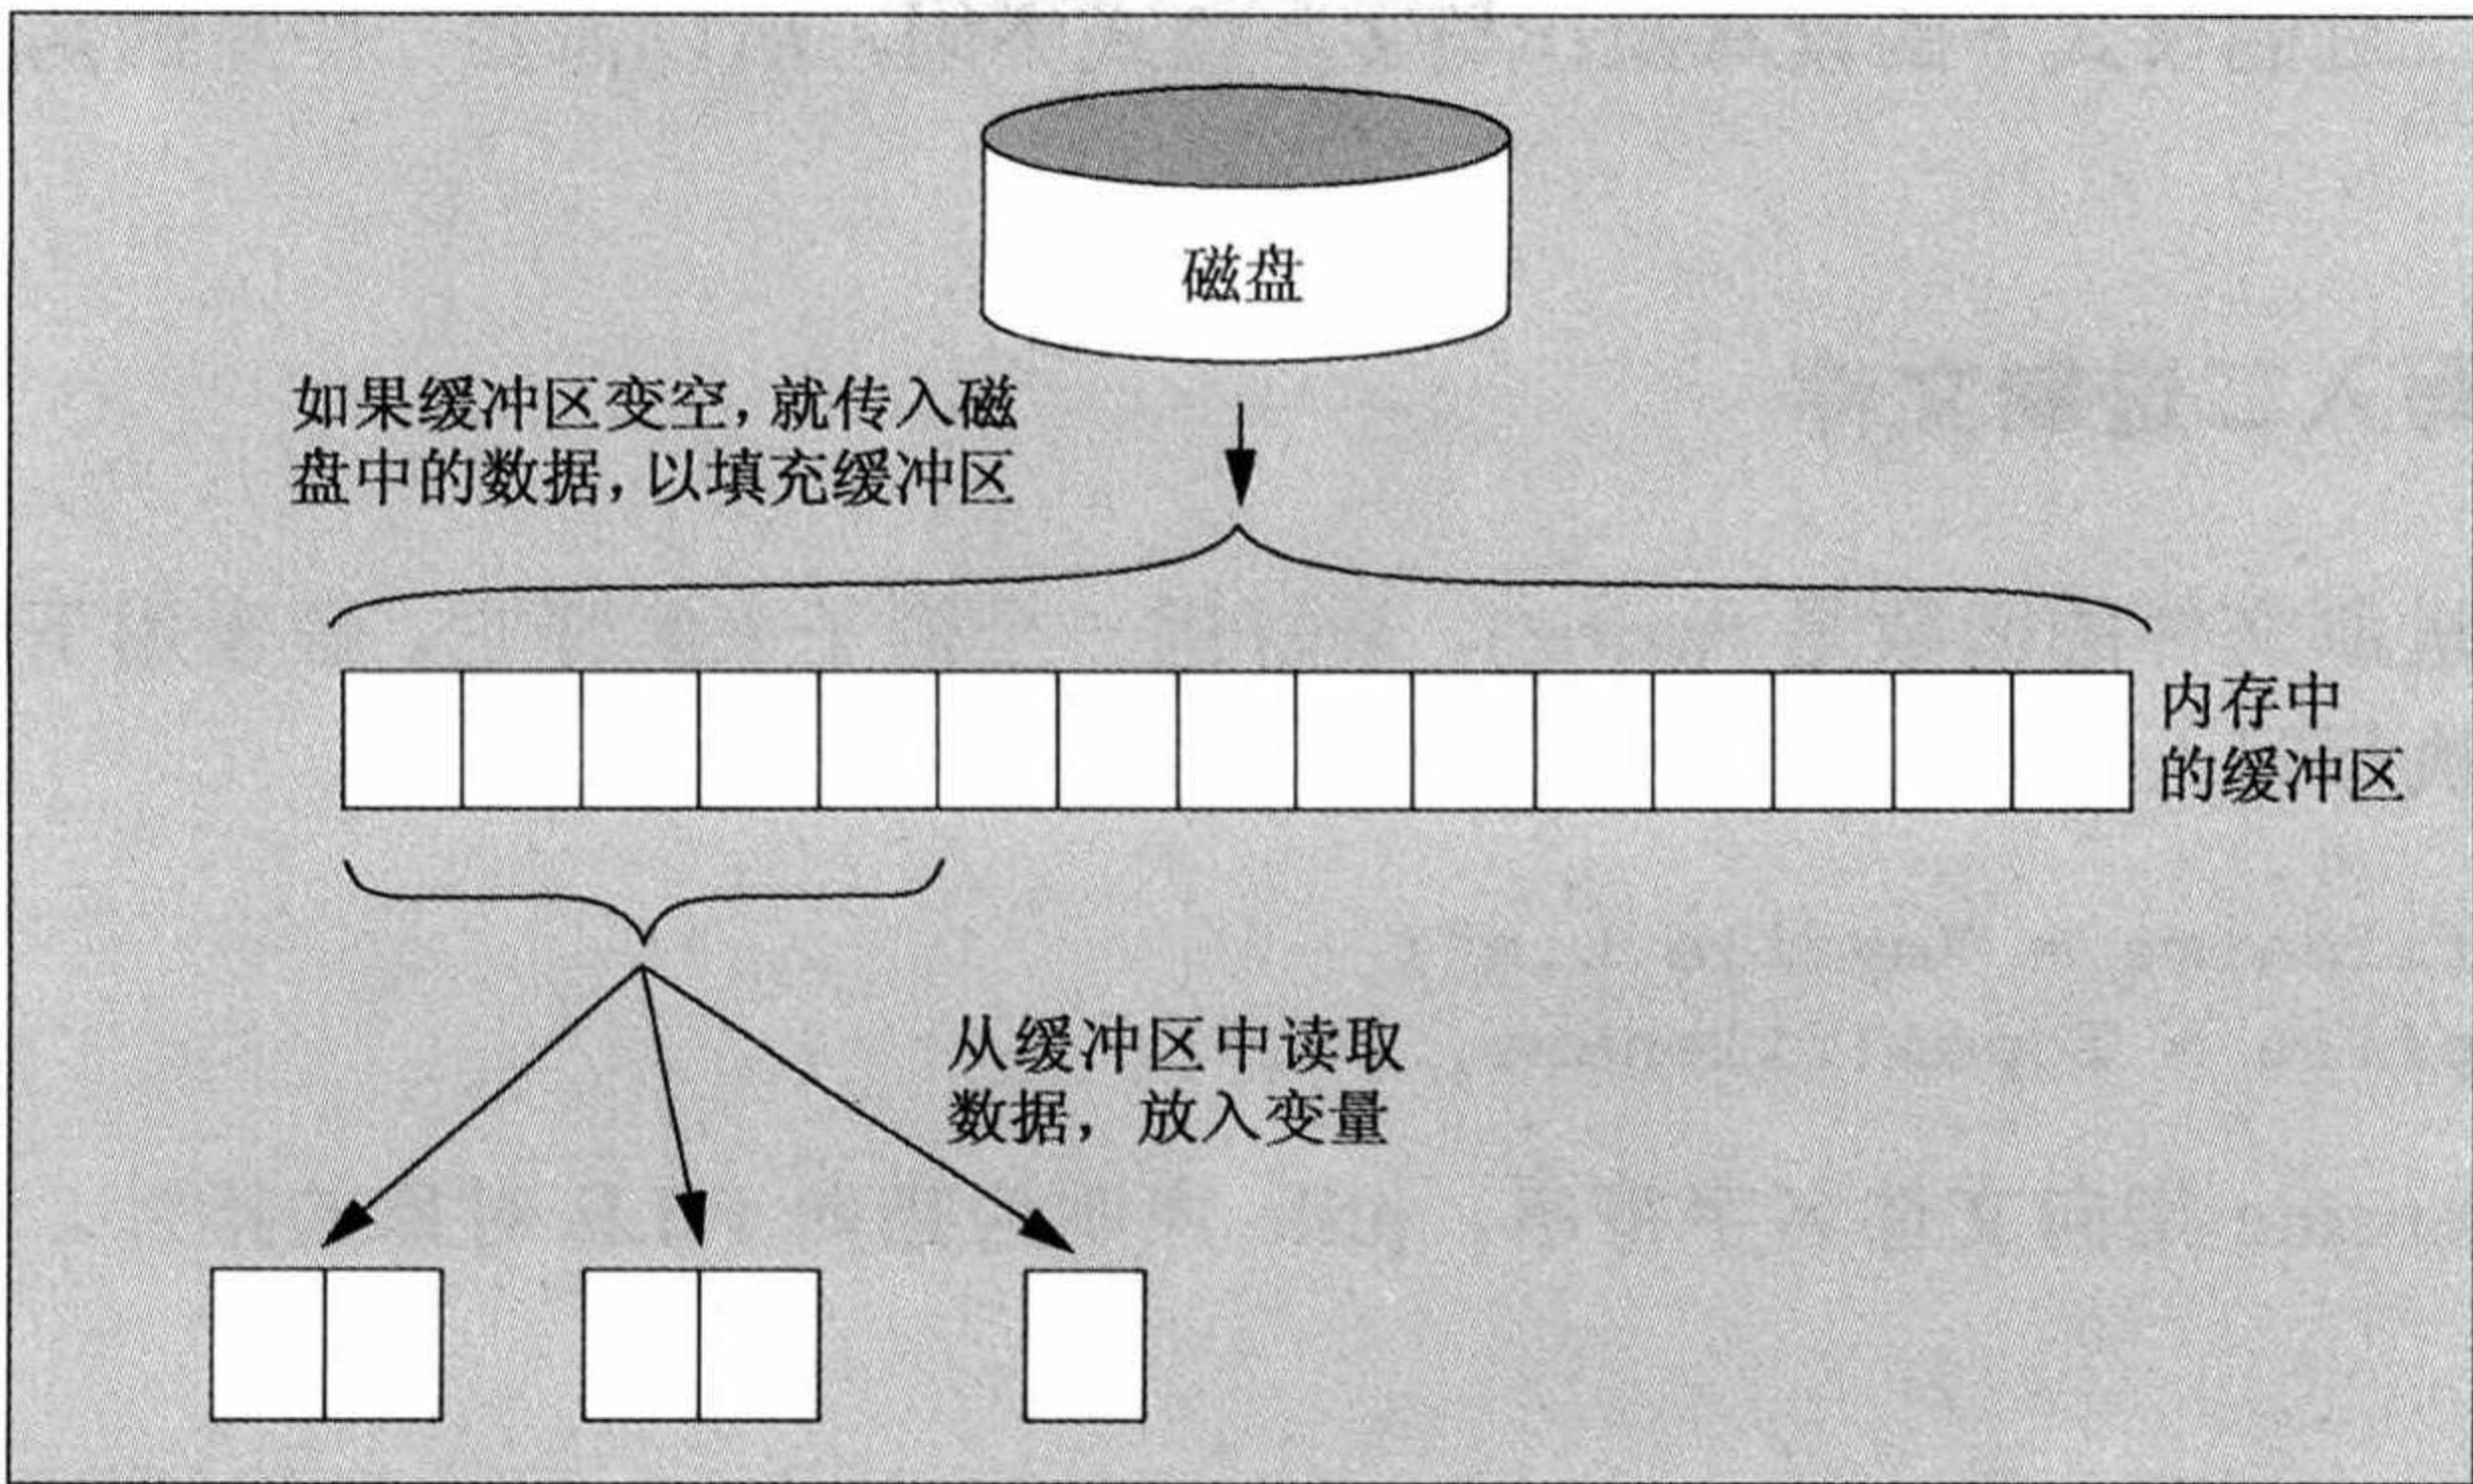 磁盘
如果缓冲区变空,就传入磁
盘中的数据,以填充缓冲区
内存中
的缓冲区
从缓冲区中读取
数据，放入变量